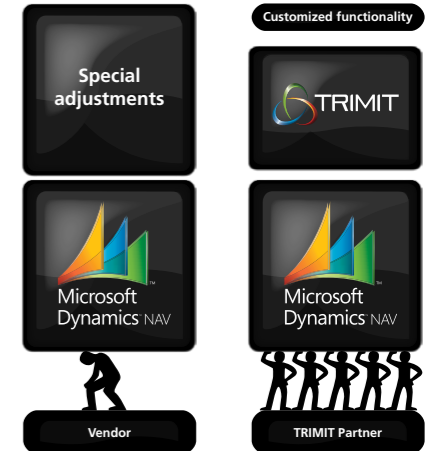 Special
adjustments
Microsoft
Dynamics NAV
Vendor
Customized functionality
TRIMIT
Microsoft
Dynamics NAV
TRIMIT Partner